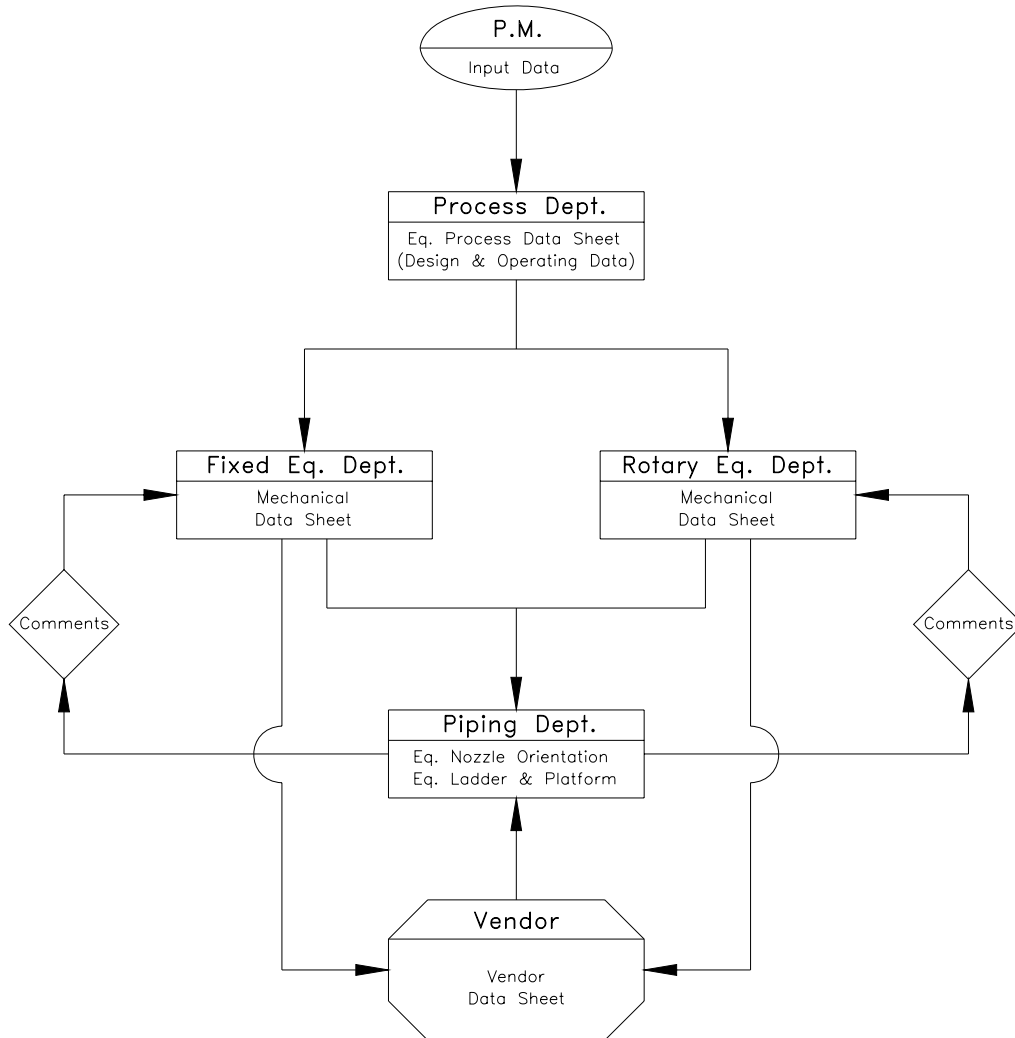 P.M.
Input Data
Process Dept.
Eq. Process Data Sheet
(Design & Operating Data)
Fixed Eq. Dept.
Mechanical
Data Sheet
Rotary Eq. Dept.
Mechanical
Data Sheet
Comments
Comments
Piping Dept.
Eq. Nozzle Orientation
Eq. Ladder & Platform
Vendor
Vendor
Data Sheet